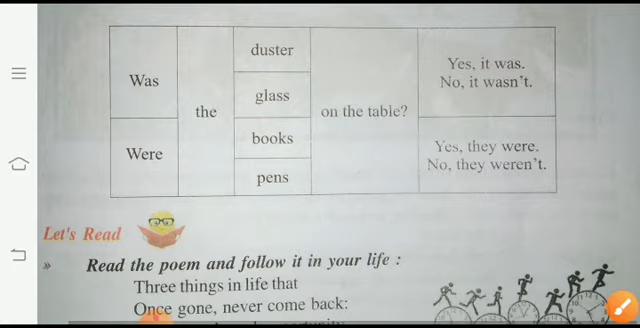 duster
Was
Yes, it was.
No, it wasn't.
glass
the
on the table?
books
Were
Yes, they were.
No, they weren't.
pens
Let's Read
» Read the poem and follow it in your life :
Three things in life that
Once gone, never come back: